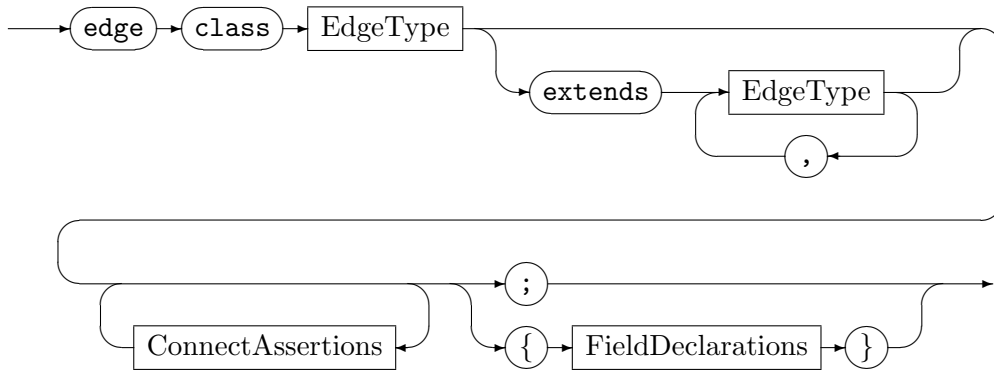 edge class EdgeType
extends EdgeType
,
;
ConnectAssertions { FieldDeclarations }